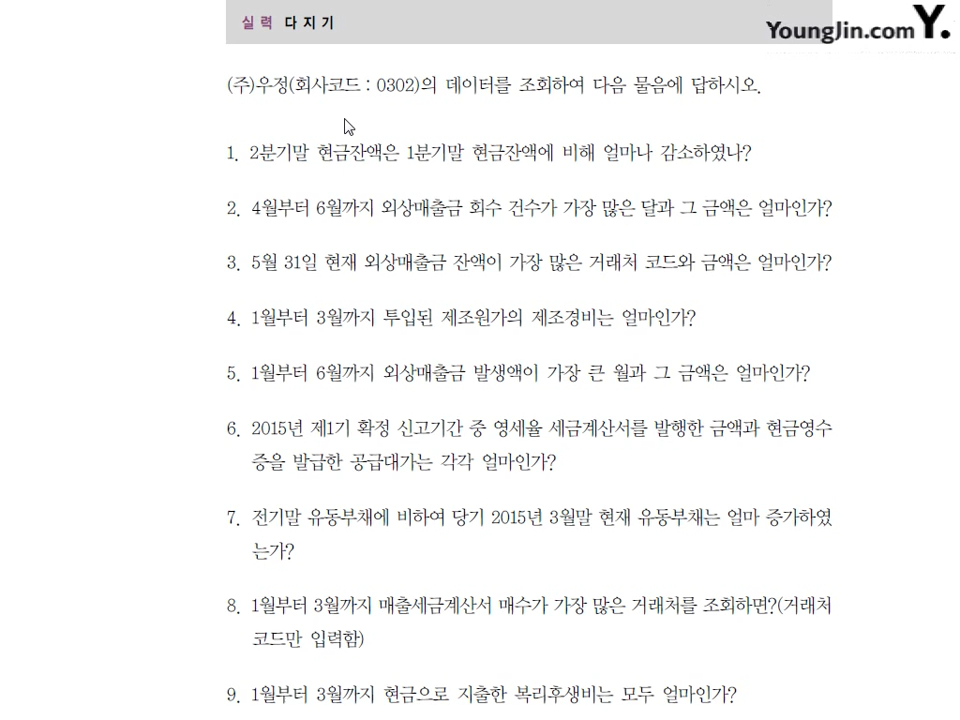 실력 다지기
YoungJin.com Y.
(주)우정(회사코드 : 0302)의 데이터를 조회하여 다음 물음에 답하시오.
1. 2분기말 현금잔액은 1분기말 현금잔액에 비해 얼마나 감소하였나?
2. 4월부터 6월까지 외상매출금 회수 건수가 가장 많은 달과 그 금액은 얼마인가?
3. 5월 31일 현재 외상매출금 잔액이 가장 많은 거래처 코드와 금액은 얼마인가?
4. 1월부터 3월까지 투입된 제조원가의 제조경비는 얼마인가?
5. 1월부터 6월까지 외상매출금 발생액이 가장 큰 월과 그 금액은 얼마인가?
6. 2015년 제1기 확정 신고기간 중 영세율 세금계산서를 발행한 금액과 현금영수
증을 발급한 공급대가는 각각 얼마인가?
7. 전기말 유동부채에 비하여 당기 2015년 3월말 현재 유동부채는 얼마 증가하였
는가?
8. 1월부터 3월까지 매출세금계산서 매수가 가장 많은 거래처를 조회하면?(거래처
코드만 입력함)
9. 1월부터 3월까지 현금으로 지출한 복리후생비는 모두 얼마인가?